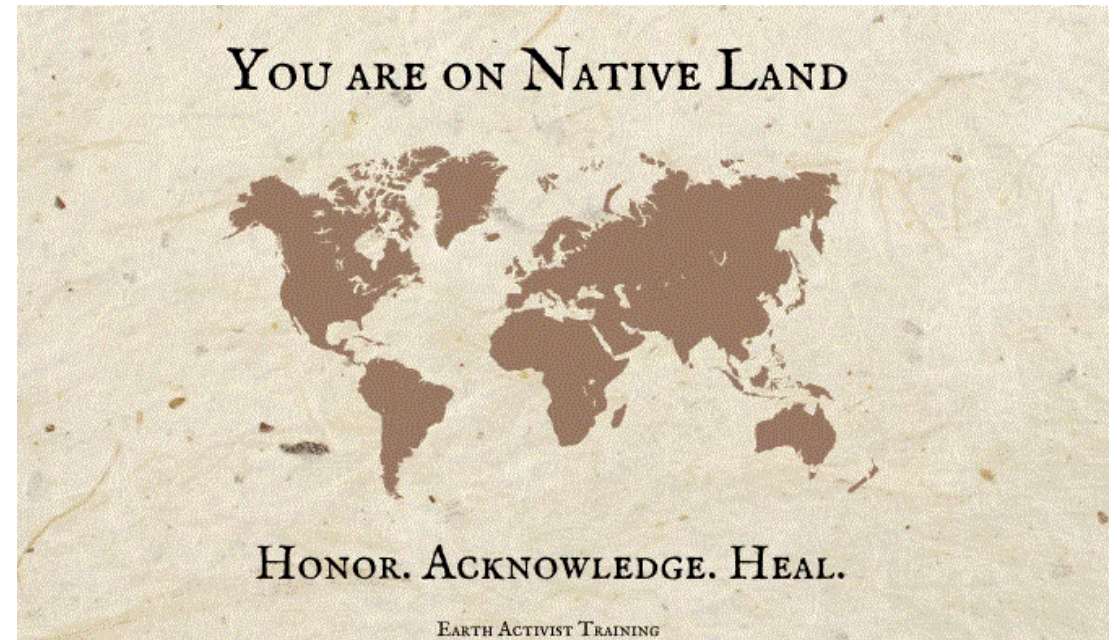 You are on Native Land
Honor. Acknowledge. Heal.
Earth Activist Training